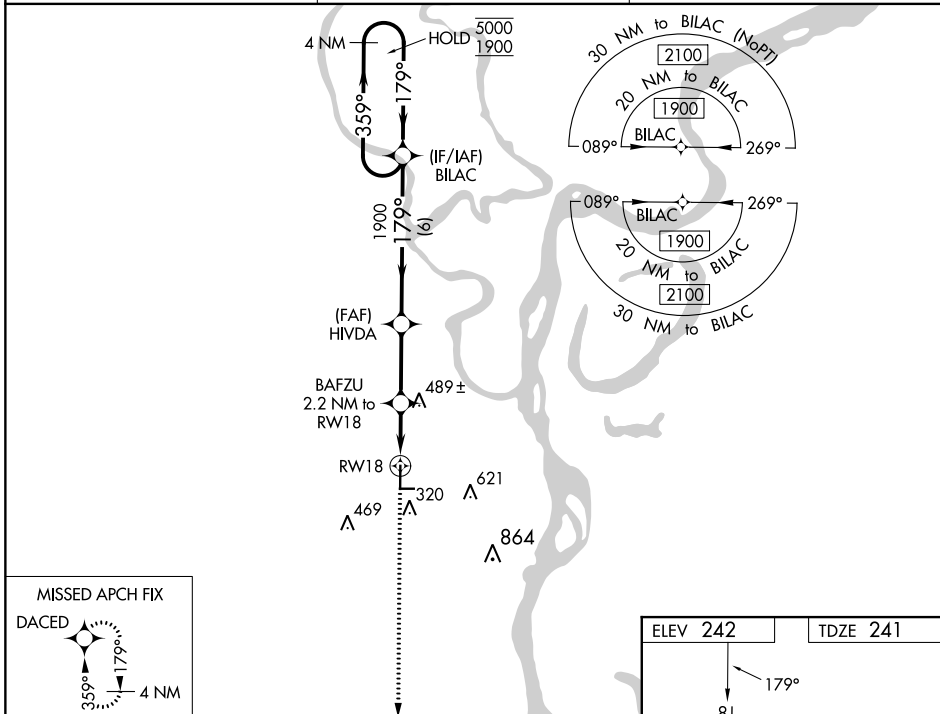 4 NM
HOLD
5000
1900
359°
179°
(IF/IAF)
BILAC
1900
179°
(6)
(FAF)
HIVDA
BAFZU
2.2 NM to
RW18
489±
RW18
320
621
469
864
30 NM to BILAC (NoPT)
2100
20 NM to BILAC
1900
BILAC
089°
269°
089°
269°
BILAC
1900
20 NM to BILAC
2100
30 NM to BILAC
MISSED APCH FIX
DACED
359°
179°
4 NM
ELEV 242
TDZE 241
179°